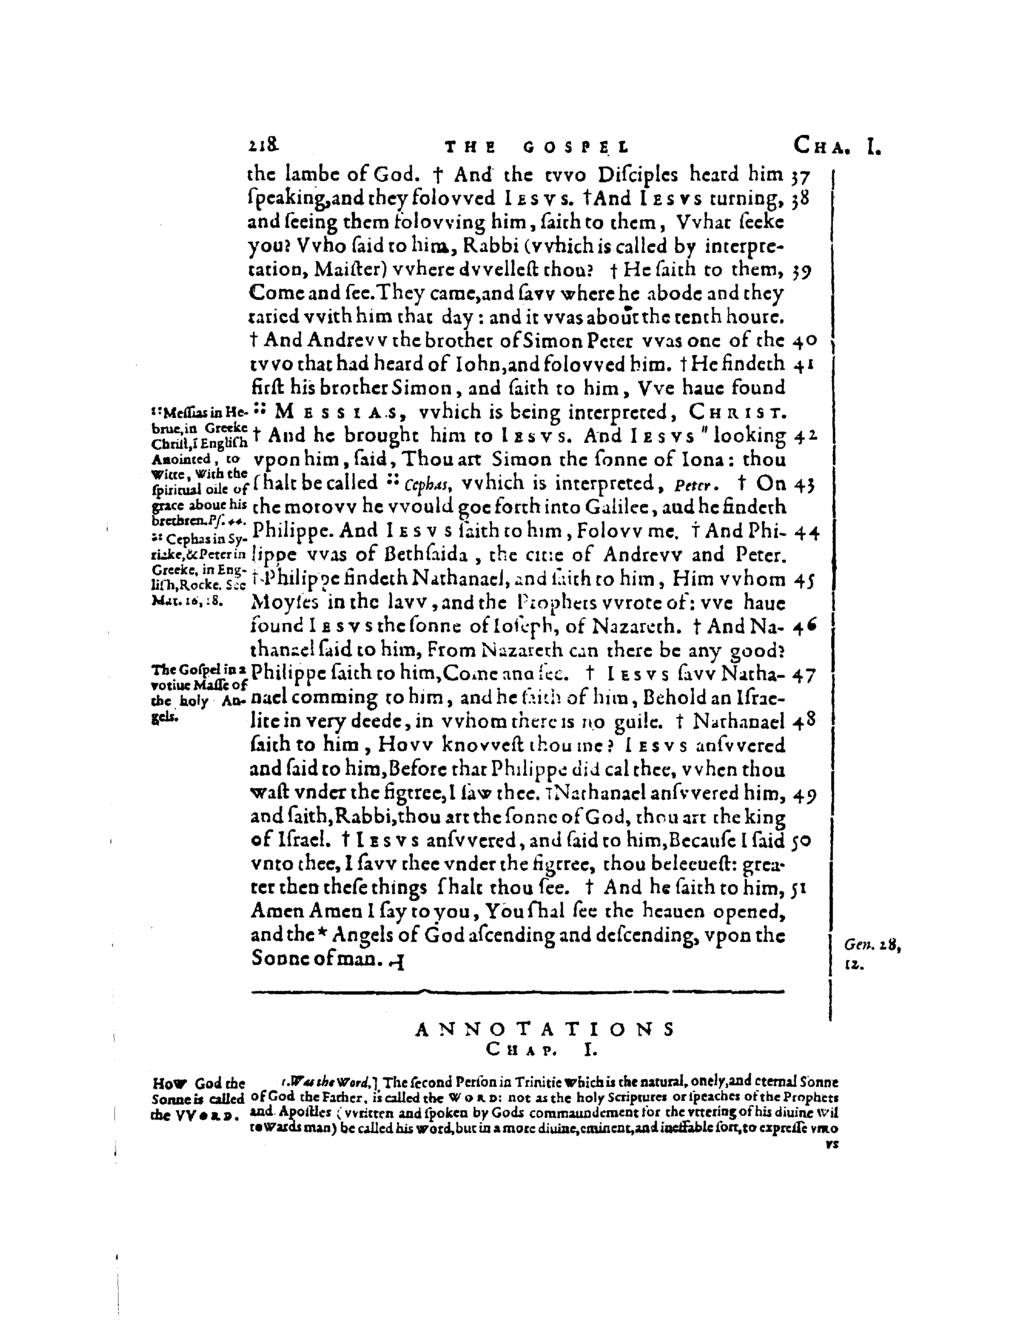 218 THE GOSPEL CHA. I.
the lambe of God. † And the tvvo Diſciples heard him 37
ſpeaking, and they folovved IESVS. † And IESVS turning, 38
and ſeeing them folovving him, ſaith to them, Vvhat ſeeke
you? Vvho ſaid to him, Rabbi (vvhich is called by interpre-
tation, Maiſter) vvhere dvvelleſt thou? † He ſaith to them, 39
Come and ſee. They came, and ſavv where he abode and they
taried vvith him that day: and it vvas about the tenth houre.
† And Andrevv the brother of Simon Peter vvas one of the 40
tvvo that had heard of Iohn, and folovved him. † He findeth 41
firſt his brother Simon, and ſaith to him, Vve haue found
∷ MESSIAS, vvhich is being interpreted, CHRIST.
† And he brought him to IESVS. And IESVS " looking 42
vpon him, ſaid, Thou art Simon the ſonne of Iona: thou
ſhalt be called ∷ Cephas, vvhich is interpreted, Peter. † On 43
the morovv he vvould goe forth into Galilee, and he findeth
Philippe. And IESVS ſaith to him, Folovv me. † And Phi- 44
lippe vvas of Bethſaida, the citie of Andrevv and Peter.
† Philippe findeth Nathanael, and ſaith to him, Him vvhom 45
Moyſes in the lavv, and the Prophets vvrote of: vve haue
found IESVS the ſonne of Ioſeph, of Nazareth. † And Na- 46
thanael ſaid to him, From Nazareth can there be any good?
Philippe ſaith to him, Come and ſee. † IESVS ſavv Natha- 47
nael comming to him, and he ſaith of him, Behold an Iſrae-
lite in very deede, in vvhom there is no guile. † Nathanael 48
ſaith to him, Hovv knovveſt thou me? IESVS anſvvered
and ſaid to him, Before that Philippe did cal thee, vvhen thou
waſt vnder the figtree, I ſaw thee. † Nathanael anſvvered him, 49
and ſaith, Rabbi, thou art the ſonne of God, thou art the king
of Iſrael. † IESVS anſvvered, and ſaid to him, Becauſe I ſaid 50
vnto thee, I ſavv thee vnder the figtree, thou beleeueſt: grea-
ter then theſe things ſhalt thou ſee. † And he ſaith to him, 51
Amen Amen I ſay to you, You ſhal ſee the heauen opened,
and the * Angels of God aſcending and deſcending, vpon the
Sonne of man. ⊣
∷ Meſſias in He-
brue, in Greeke
Chriſt, i Engliſh
Anointed, to
witte, with the
ſpiritual oile of
grace aboue his
brethren. Pſ. 44.
∷ Cephas in Sy-
riake, & Peter in
Greeke, in Eng-
liſh, Rocke. See
Mat. 16, 18.
The Goſpel in a
votiue Maſſe of
the holy An-
gels.
Gen. 28,
12.
ANNOTATIONS
CHAP. I.
How God the
Sonne is called
the VVORD.
1. Was the Word.] The ſecond Perſon in Trinitie which is the natural, onely, and eternal Sonne
of God the Father, is called the WORD: not as the holy Scriptures or ſpeaches of the Prophets
and Apoſtles (vvritten and ſpoken by Gods commaundement for the vttering of his diuine wil
towards man) be called his word, but in a more diuine, eminent, and ineffable ſort, to expreſſe vnto
vs